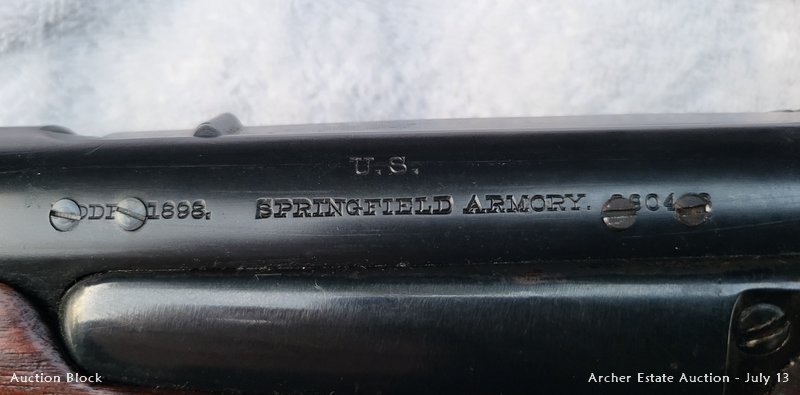 U.S.
1898. SPRINGFIELD ARMORY.
Auction Block
Archer Estate Auction - July 13